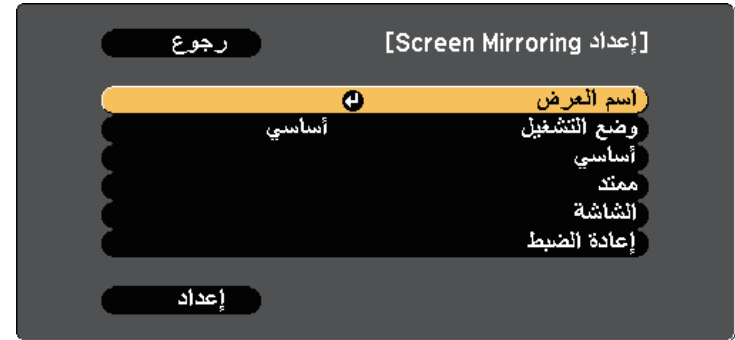 [إعداد Screen Mirroring]
رجوع
اسم العرض
وضع التشغيل أساسي
أساسي
ممتد
الشاشة
إعادة الضبط
إعداد